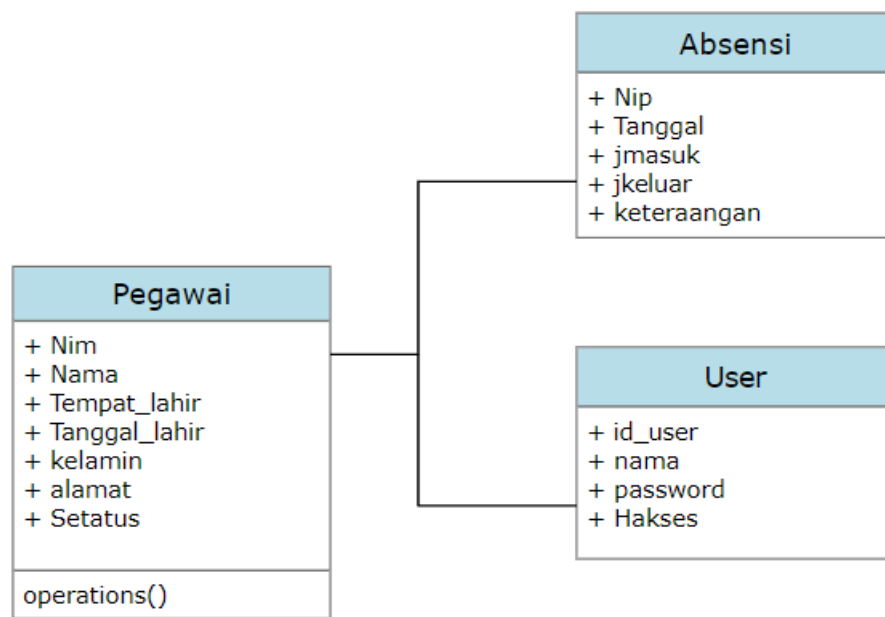 Absensi
+ Nip
+ Tanggal
+ jmasuk
+ jkeluar
+ keteraangan
Pegawai
+ Nim
+ Nama
+ Tempat_lahir
+ Tanggal_lahir
+ kelamin
+ alamat
+ Setatus
operations()
User
+ id_user
+ nama
+ password
+ Hakses